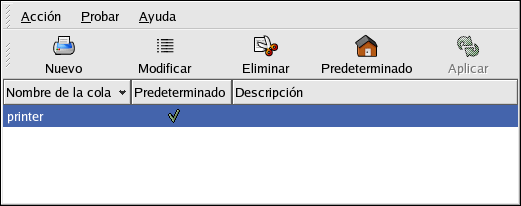 Acción Probar Ayuda
Nuevo Modificar Eliminar Predeterminado Aplicar
Nombre de la cola Predeterminado Descripción
printer